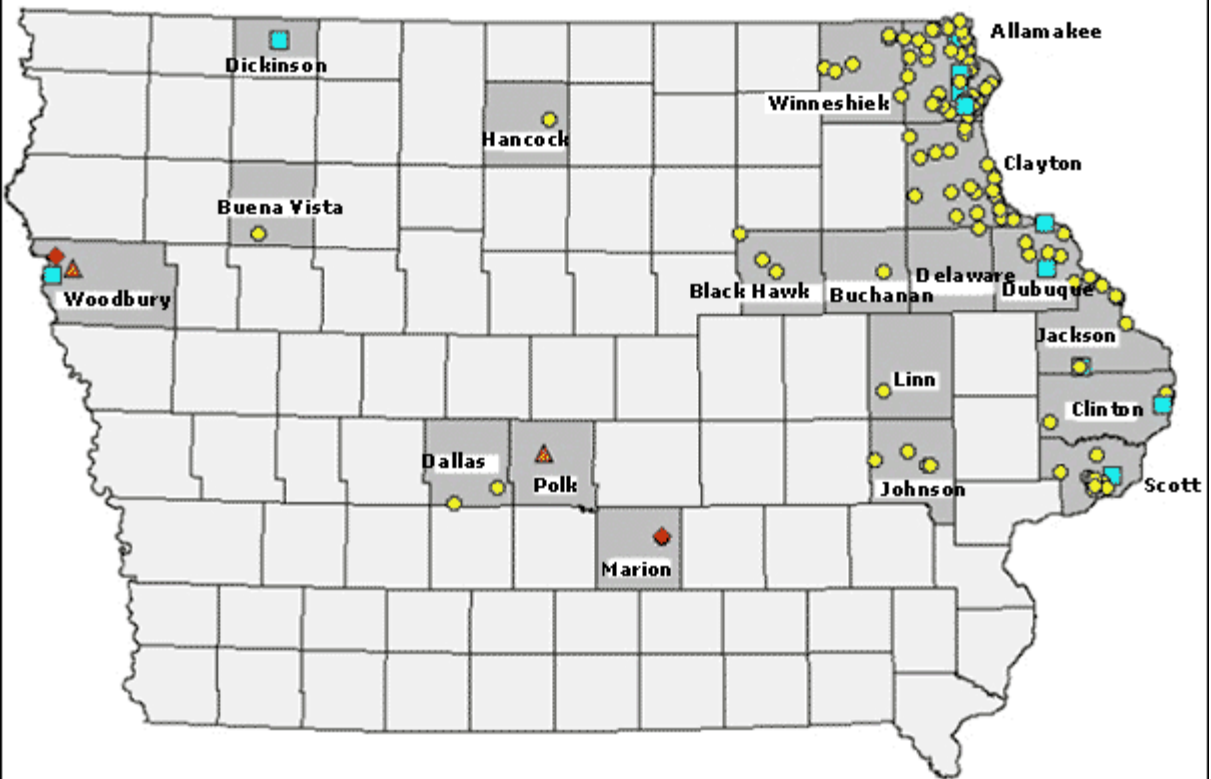 Allamakee
Dickinson
Winneshiek
Hancock
Clayton
Buena Vista
Delaware
Dubuque
Black Hawk
Buchanan
Woodbury
Jackson
Linn
Clinton
Dallas
Polk
Johnson
Scott
Marion